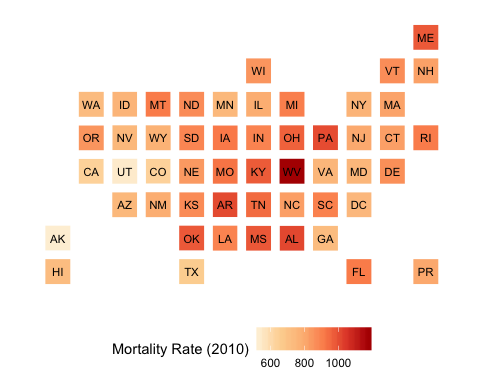 ME
WI VT NH
WA ID MT ND MN IL MI NY MA
OR NV WY SD IA IN OH PA NJ CT RI
CA UT CO NE MO KY WV VA MD DE
AZ NM KS AR TN NC SC DC
AK OK LA MS AL GA
HI TX FL PR
Mortality Rate (2010)
600 800 1000